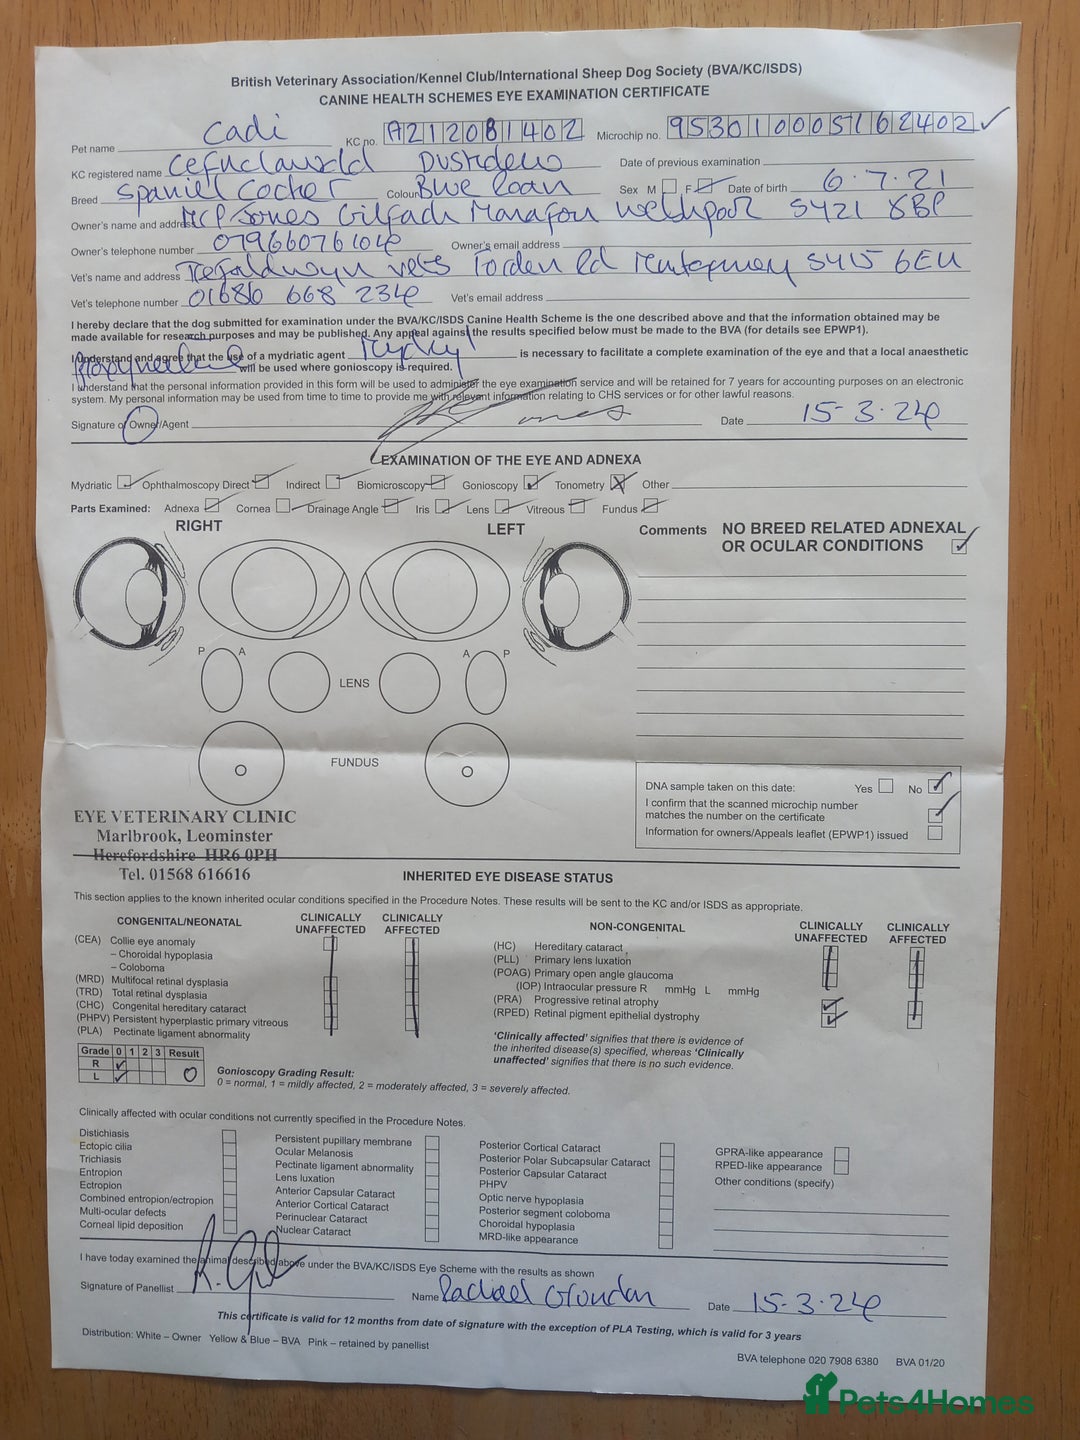 British Veterinary Association/Kennel Club/International Sheep Dog Society (BVA/KC/ISDS)
CANINE HEALTH SCHEMES EYE EXAMINATION CERTIFICATE
Pet name Cadi KC no. Microchip no. 953010005162402
KC registered name Date of previous examination
Breed Spaniel Cocker Colour Blue Roan Sex M F Date of birth 6.7.21
Owner's name and address Jones Manafon Welshpool SY21 8BP
Owner's telephone number Owner's email address
Vet's name and address Trefaldwyn Vets Forden Rd Montgomery SY15 6EU
Vet's telephone number 01686 668 234 Vet's email address
I hereby declare that the dog submitted for examination under the BVA/KC/ISDS Canine Health Scheme is the one described above and that the information obtained may be
made available for research purposes and may be published. Any appeal against the results specified below must be made to the BVA (for details see EPWP1).
I understand and agree that the use of a mydriatic agent is necessary to facilitate a complete examination of the eye and that a local anaesthetic
will be used where gonioscopy is required.
I understand that the personal information provided in this form will be used to administer the eye examination service and will be retained for 7 years for accounting purposes on an electronic
system. My personal information may be used from time to time to provide me with relevant information relating to CHS services or for other lawful reasons.
Signature of Owner/Agent Date 15-3-24
EXAMINATION OF THE EYE AND ADNEXA
Mydriatic Ophthalmoscopy Direct Indirect Biomicroscopy Gonioscopy Tonometry Other
Parts Examined: Adnexa Cornea Drainage Angle Iris Lens Vitreous Fundus
RIGHT LEFT
Comments NO BREED RELATED ADNEXAL
OR OCULAR CONDITIONS
P A A P
LENS
FUNDUS
DNA sample taken on this date: Yes No
I confirm that the scanned microchip number
matches the number on the certificate
Information for owners/Appeals leaflet (EPWP1) issued
EYE VETERINARY CLINIC
Marlbrook, Leominster
Herefordshire HR6 0PH
Tel. 01568 616616
INHERITED EYE DISEASE STATUS
This section applies to the known inherited ocular conditions specified in the Procedure Notes. These results will be sent to the KC and/or ISDS as appropriate.
CONGENITAL/NEONATAL CLINICALLY UNAFFECTED CLINICALLY AFFECTED
(CEA) Collie eye anomaly
– Choroidal hypoplasia
– Coloboma
(MRD) Multifocal retinal dysplasia
(TRD) Total retinal dysplasia
(CHC) Congenital hereditary cataract
(PHPV) Persistent hyperplastic primary vitreous
(PLA) Pectinate ligament abnormality
NON-CONGENITAL CLINICALLY UNAFFECTED CLINICALLY AFFECTED
(HC) Hereditary cataract
(PLL) Primary lens luxation
(POAG) Primary open angle glaucoma
(IOP) Intraocular pressure R mmHg L mmHg
(PRA) Progressive retinal atrophy
(RPED) Retinal pigment epithelial dystrophy
'Clinically affected' signifies that there is evidence of
the inherited disease(s) specified, whereas 'Clinically
unaffected' signifies that there is no such evidence.
Grade 0 1 2 3 Result
R
L 0
Gonioscopy Grading Result:
0 = normal, 1 = mildly affected, 2 = moderately affected, 3 = severely affected.
Clinically affected with ocular conditions not currently specified in the Procedure Notes.
Distichiasis
Ectopic cilia
Trichiasis
Entropion
Ectropion
Combined entropion/ectropion
Multi-ocular defects
Corneal lipid deposition
Persistent pupillary membrane
Ocular Melanosis
Pectinate ligament abnormality
Lens luxation
Anterior Capsular Cataract
Anterior Cortical Cataract
Perinuclear Cataract
Nuclear Cataract
Posterior Cortical Cataract
Posterior Polar Subcapsular Cataract
Posterior Capsular Cataract
PHPV
Optic nerve hypoplasia
Posterior segment coloboma
Choroidal hypoplasia
MRD-like appearance
GPRA-like appearance
RPED-like appearance
Other conditions (specify)
I have today examined the animal described above under the BVA/KC/ISDS Eye Scheme with the results as shown
Signature of Panellist Name Rachael Grundon Date 15-3-24
This certificate is valid for 12 months from date of signature with the exception of PLA Testing, which is valid for 3 years
Distribution: White – Owner Yellow & Blue – BVA Pink – retained by panellist
BVA telephone 020 7908 6380 BVA 01/20
Pets4Homes